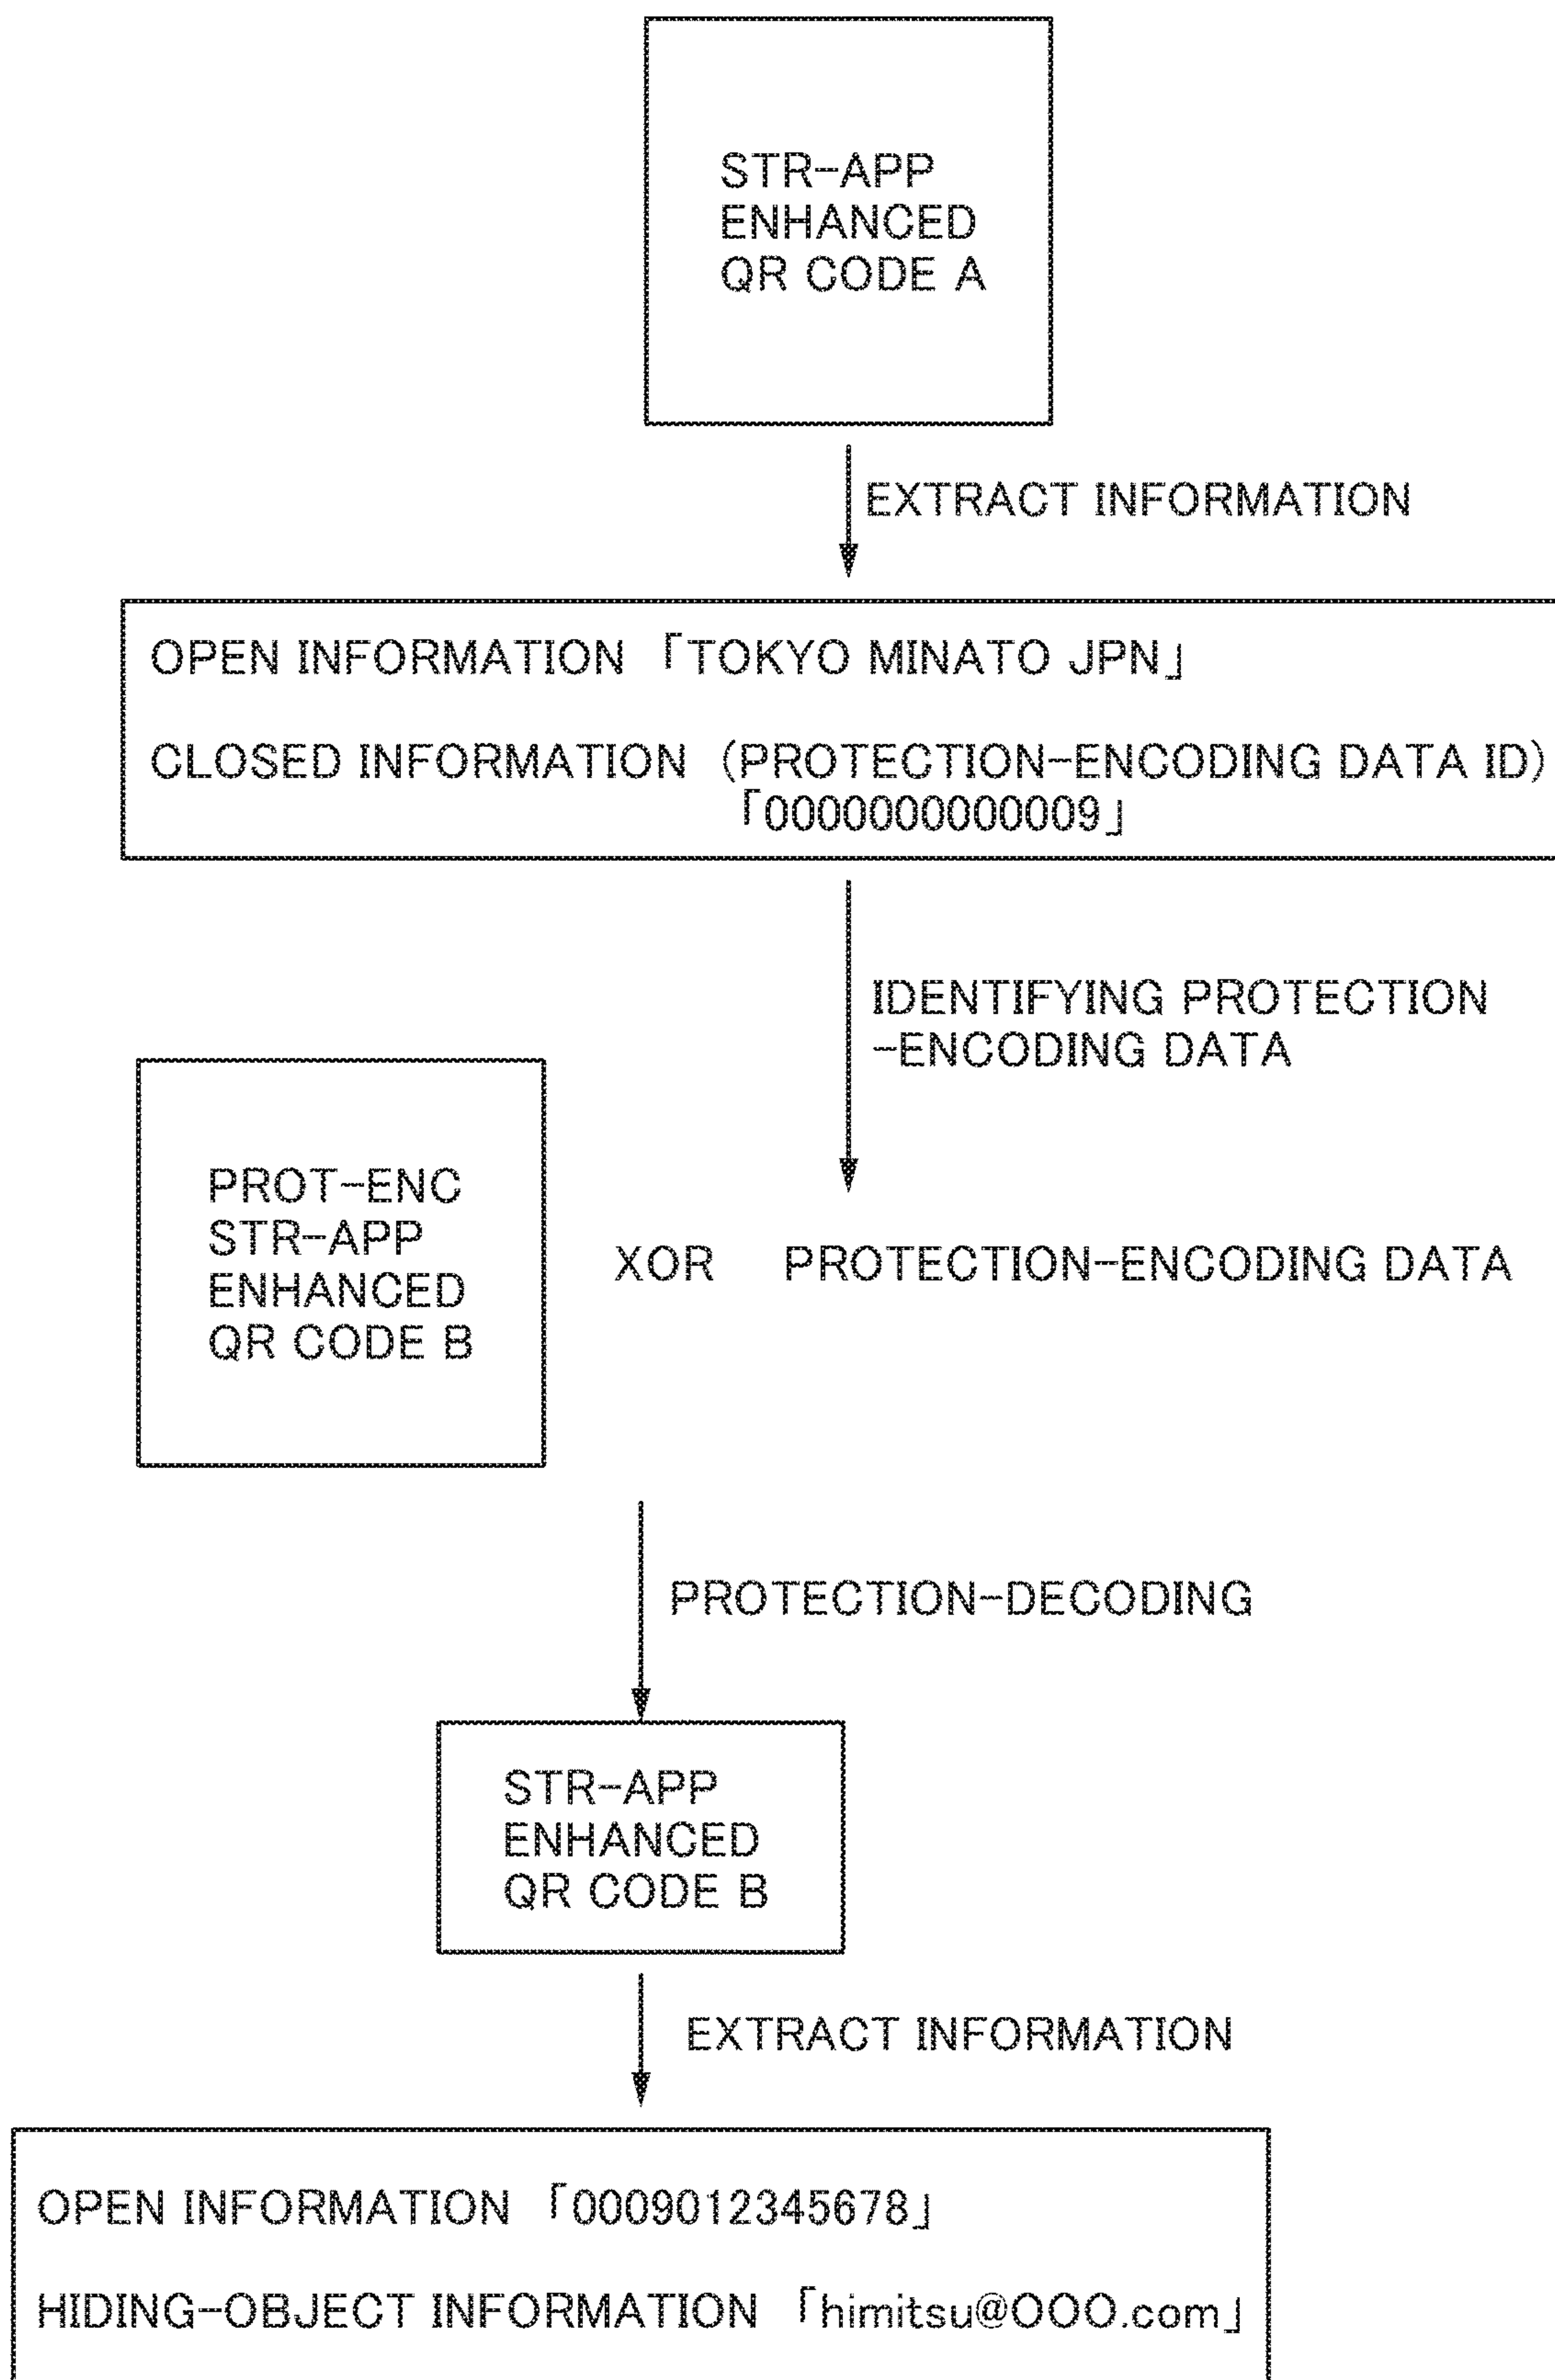 STR-APP
ENHANCED
QR CODE A
EXTRACT INFORMATION
OPEN INFORMATION 「TOKYO MINATO JPN」
CLOSED INFORMATION (PROTECTION-ENCODING DATA ID)
「0000000000009」
IDENTIFYING PROTECTION
-ENCODING DATA
PROT-ENC
STR-APP
ENHANCED
QR CODE B
XOR PROTECTION-ENCODING DATA
PROTECTION-DECODING
STR-APP
ENHANCED
QR CODE B
EXTRACT INFORMATION
OPEN INFORMATION 「0009012345678」
HIDING-OBJECT INFORMATION 「himitsu@OOO.com」